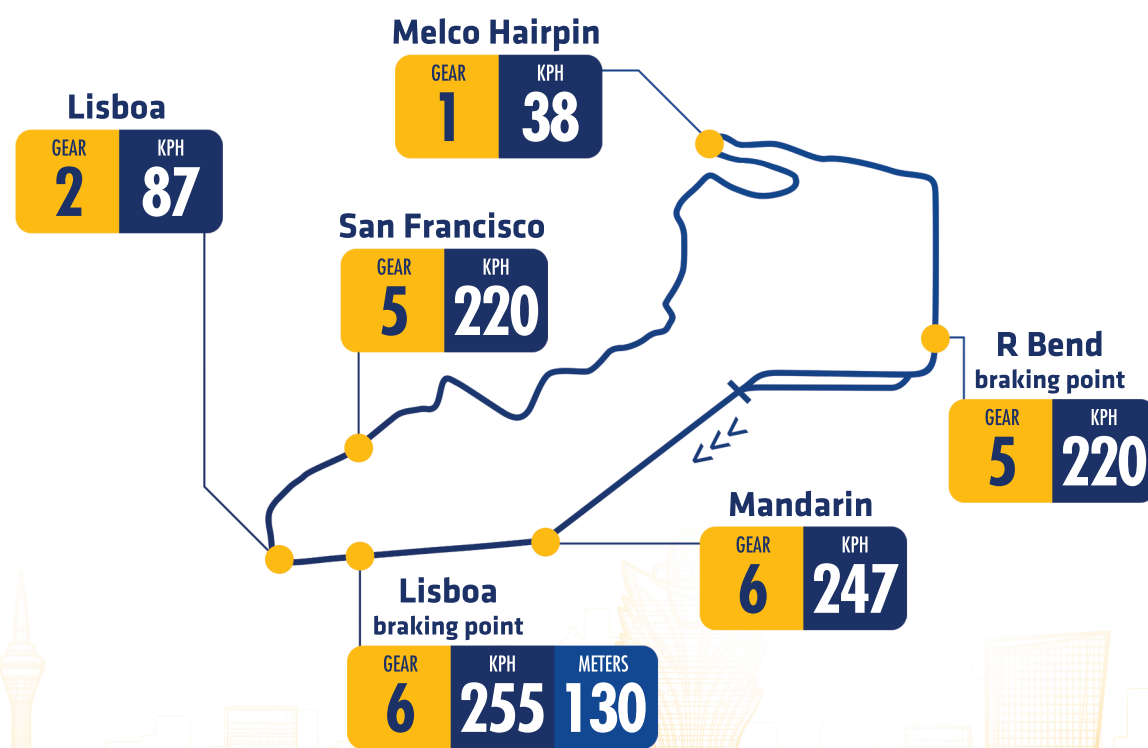 Melco Hairpin
GEAR KPH
1 38
Lisboa
GEAR KPH
2 87
San Francisco
GEAR KPH
5 220
R Bend
braking point
GEAR KPH
5 220
Mandarin
GEAR KPH
6 247
Lisboa
braking point
GEAR KPH METERS
6 255 130